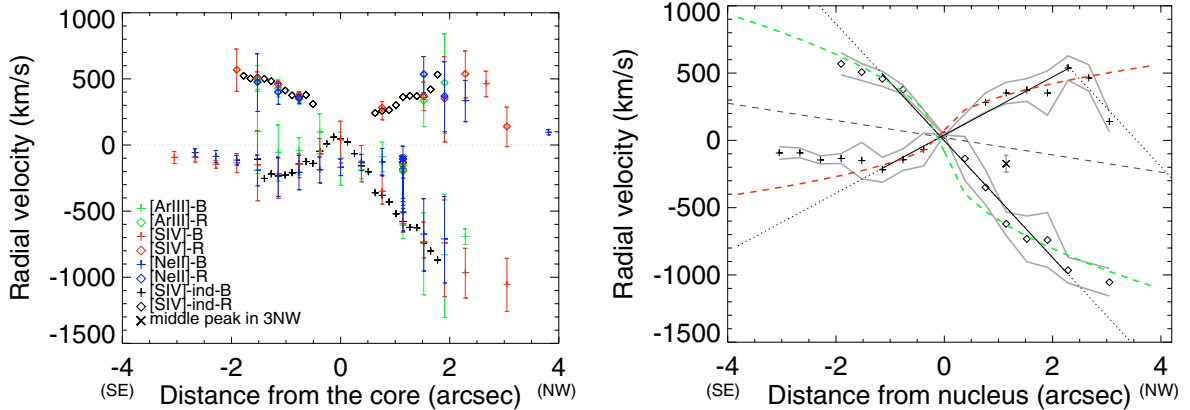 1000
500
0
-500
-1000
-1500
Radial velocity (km/s)
[ArIII]-B
[ArIII]-R
[SIV]-B
[SIV]-R
[NeII]-B
[NeII]-R
[SIV]-ind-B
[SIV]-ind-R
middle peak in 3NW
-4 -2 0 2 4
(SE) Distance from the core (arcsec) (NW)
1000
500
0
-500
-1000
-1500
Radial velocity (km/s)
-4 -2 0 2 4
(SE) Distance from nucleus (arcsec) (NW)